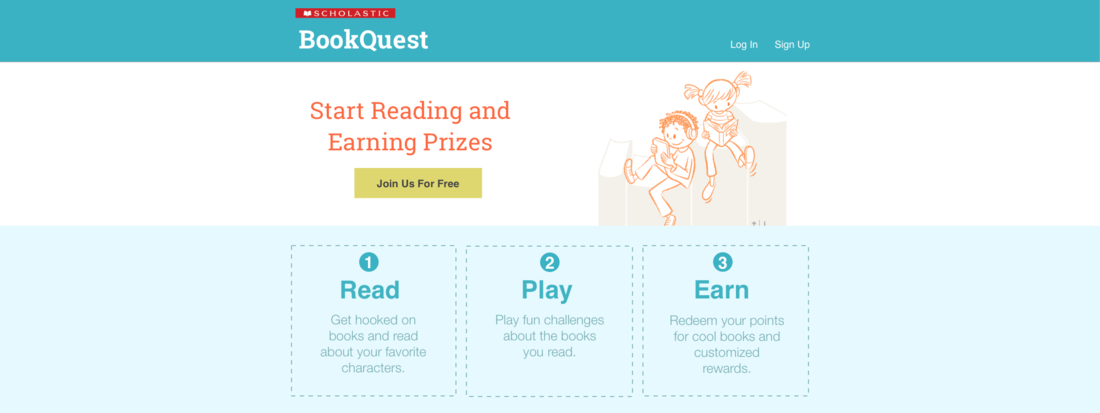 SCHOLASTIC
BookQuest
Log In
Sign Up
Start Reading and
Earning Prizes
Join Us For Free
1
Read
Get hooked on
books and read
about your favorite
characters.
2
Play
Play fun challenges
about the books
you read.
3
Earn
Redeem your points
for cool books and
customized
rewards.